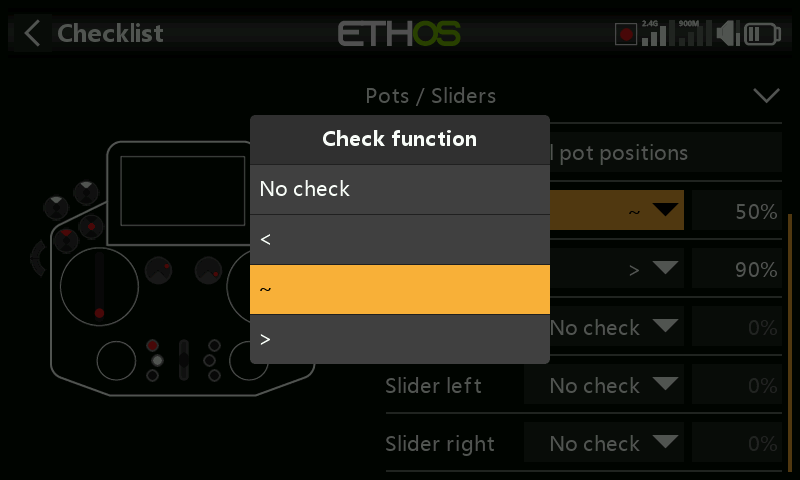 Checklist
ETHOS
2.4G
900M
Pots / Sliders
Check function
No check
<
~
>
pot positions
~
50%
>
90%
No check
0%
Slider left
No check
0%
Slider right
No check
0%